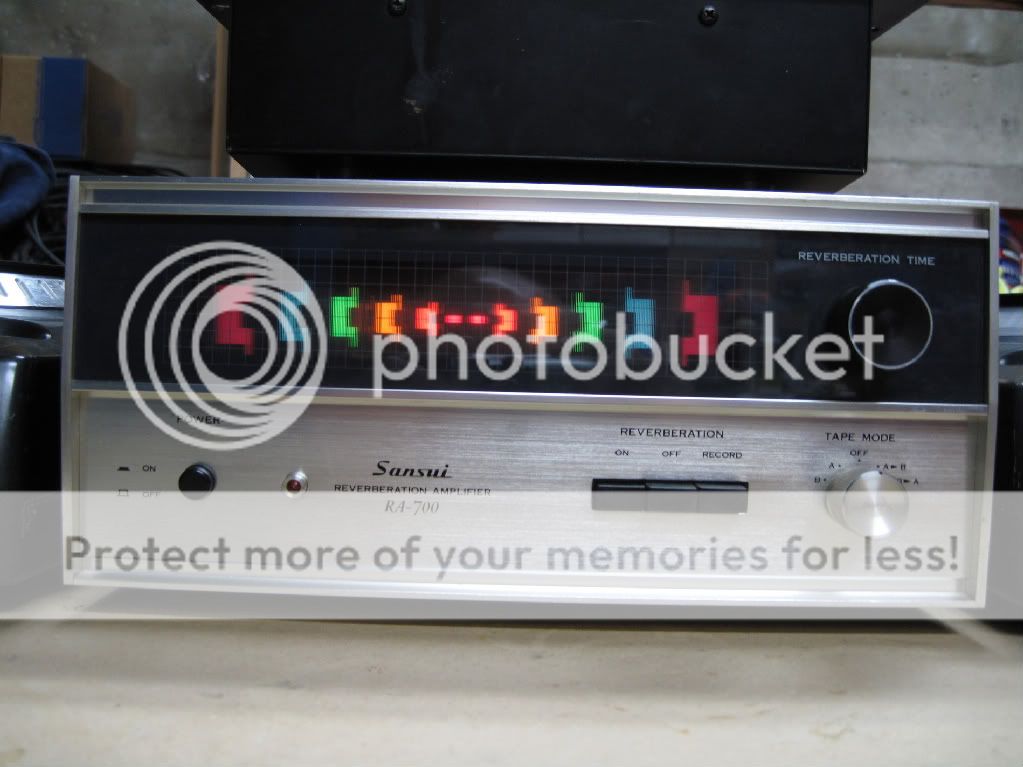 REVERBERATION TIME
photobucket
POWER
REVERBERATION
TAPE MODE
ON OFF RECORD
OFF
A A►B
B ►A
ON
OFF
Sansui
REVERBERATION AMPLIFIER
RA-700
Protect more of your memories for less!